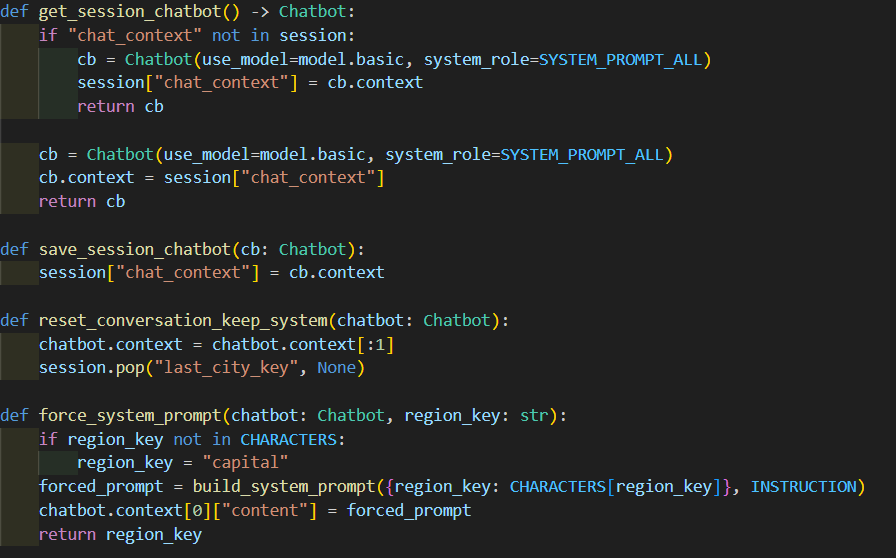 def get_session_chatbot() -> Chatbot:
    if "chat_context" not in session:
        cb = Chatbot(use_model=model.basic, system_role=SYSTEM_PROMPT_ALL)
        session["chat_context"] = cb.context
        return cb

    cb = Chatbot(use_model=model.basic, system_role=SYSTEM_PROMPT_ALL)
    cb.context = session["chat_context"]
    return cb

def save_session_chatbot(cb: Chatbot):
    session["chat_context"] = cb.context

def reset_conversation_keep_system(chatbot: Chatbot):
    chatbot.context = chatbot.context[:1]
    session.pop("last_city_key", None)

def force_system_prompt(chatbot: Chatbot, region_key: str):
    if region_key not in CHARACTERS:
        region_key = "capital"
    forced_prompt = build_system_prompt({region_key: CHARACTERS[region_key]}, INSTRUCTION)
    chatbot.context[0]["content"] = forced_prompt
    return region_key